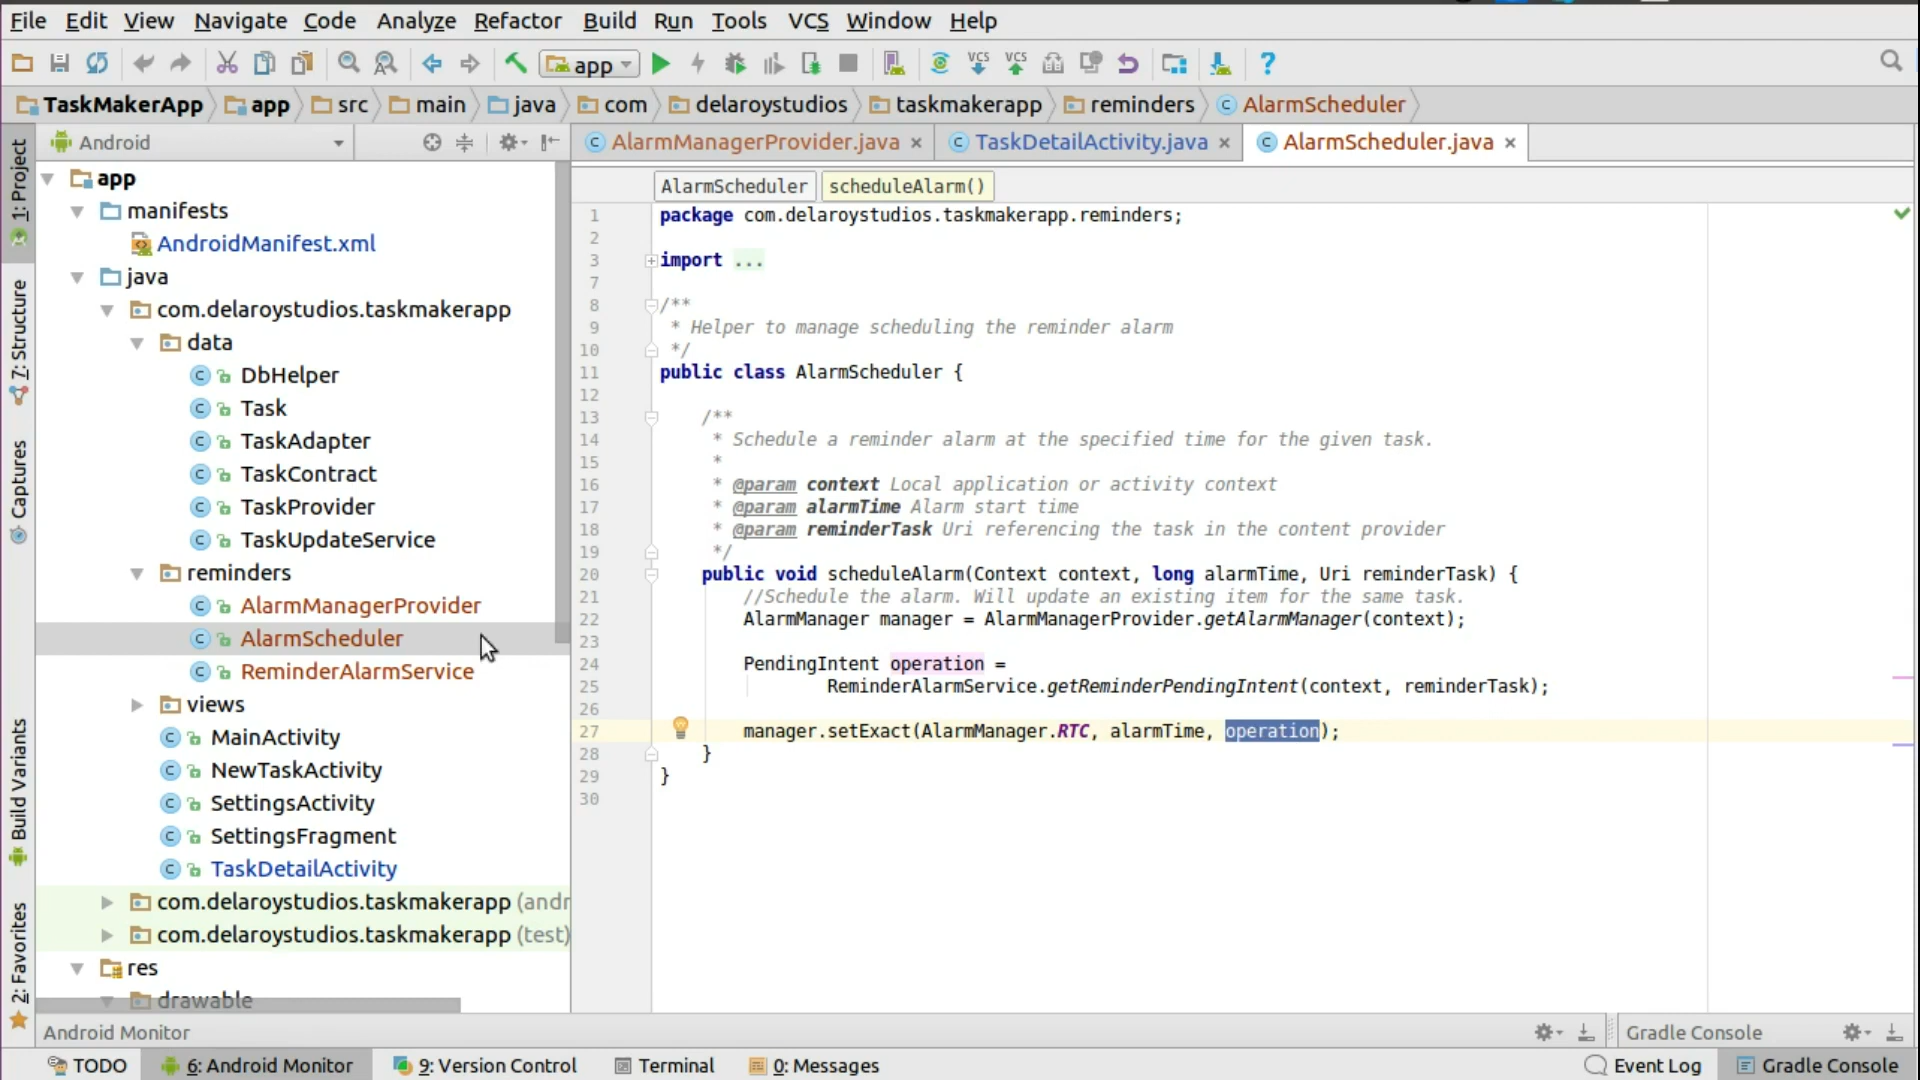 File Edit View Navigate Code Analyze Refactor Build Run Tools VCS Window Help
app VCS VCS ?
TaskMakerApp app src main java com delaroystudios taskmakerapp reminders AlarmScheduler
Android
AlarmManagerProvider.java TaskDetailActivity.java AlarmScheduler.java
1: Project
7: Structure
Captures
Build Variants
2: Favorites
app
manifests
AndroidManifest.xml
java
com.delaroystudios.taskmakerapp
data
DbHelper
Task
TaskAdapter
TaskContract
TaskProvider
TaskUpdateService
reminders
AlarmManagerProvider
AlarmScheduler
ReminderAlarmService
views
MainActivity
NewTaskActivity
SettingsActivity
SettingsFragment
TaskDetailActivity
com.delaroystudios.taskmakerapp (andr
com.delaroystudios.taskmakerapp (test)
res
drawable
AlarmScheduler scheduleAlarm()
1 package com.delaroystudios.taskmakerapp.reminders;
2
3 import ...
7
8 /**
9 * Helper to manage scheduling the reminder alarm
10 */
11 public class AlarmScheduler {
12
13 /**
14 * Schedule a reminder alarm at the specified time for the given task.
15 *
16 * @param context Local application or activity context
17 * @param alarmTime Alarm start time
18 * @param reminderTask Uri referencing the task in the content provider
19 */
20 public void scheduleAlarm(Context context, long alarmTime, Uri reminderTask) {
21 //Schedule the alarm. Will update an existing item for the same task.
22 AlarmManager manager = AlarmManagerProvider.getAlarmManager(context);
23
24 PendingIntent operation =
25 ReminderAlarmService.getReminderPendingIntent(context, reminderTask);
26
27 manager.setExact(AlarmManager.RTC, alarmTime, operation);
28 }
29 }
30
Android Monitor
Gradle Console
TODO 6: Android Monitor 9: Version Control Terminal 0: Messages Event Log Gradle Console